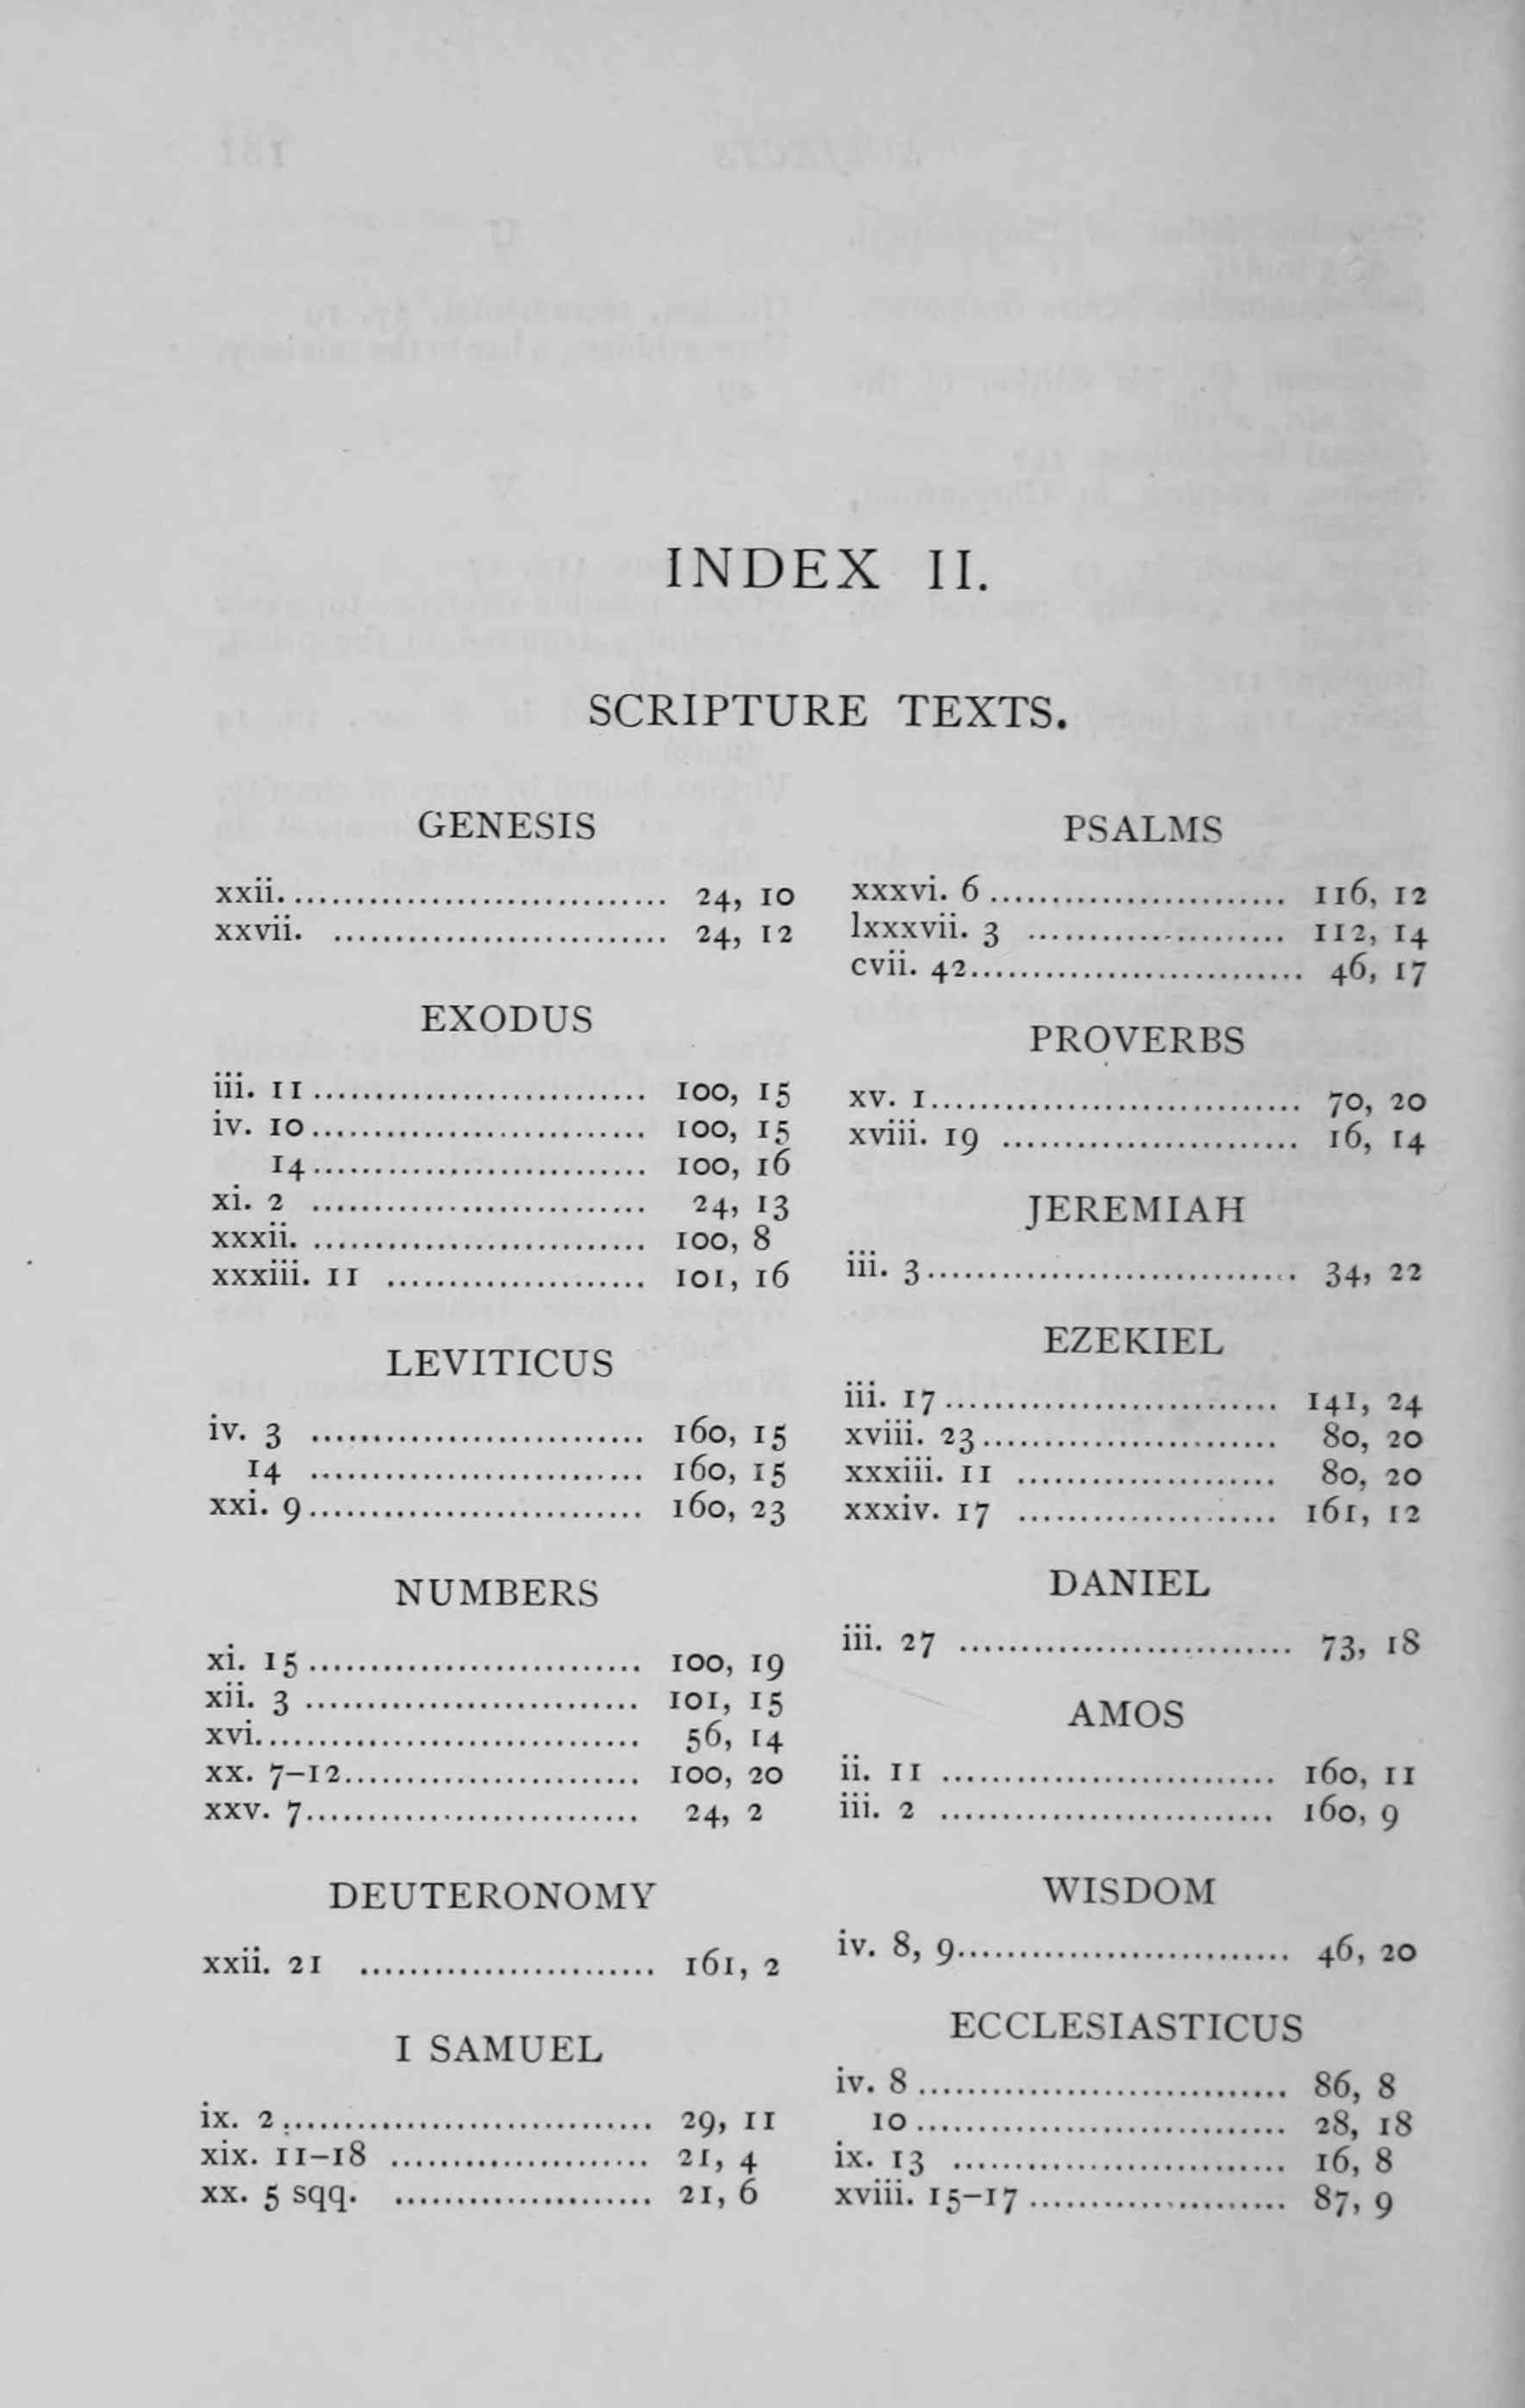 INDEX II.
SCRIPTURE TEXTS.
GENESIS
xxii. ................................ 24, 10
xxvii. ............................ 24, 12
EXODUS
iii. 11 ............................ 100, 15
iv. 10 ............................ 100, 15
14 ............................ 100, 16
xi. 2 ............................ 24, 13
xxxii. ............................ 100, 8
xxxiii. 11 ...................... 101, 16
LEVITICUS
iv. 3 ............................ 160, 15
14 ............................ 160, 15
xxi. 9 ............................ 160, 23
NUMBERS
xi. 15 ............................ 100, 19
xii. 3 ............................ 101, 15
xvi. ................................ 56, 14
xx. 7–12 ......................... 100, 20
xxv. 7 ............................ 24, 2
DEUTERONOMY
xxii. 21 ......................... 161, 2
I SAMUEL
ix. 2 ............................... 29, 11
xix. 11–18 ...................... 21, 4
xx. 5 sqq. ...................... 21, 6
PSALMS
xxxvi. 6 ......................... 116, 12
lxxxvii. 3 ...................... 112, 14
cvii. 42 ............................ 46, 17
PROVERBS
xv. 1 ............................... 70, 20
xviii. 19 ......................... 16, 14
JEREMIAH
iii. 3 ............................... 34, 22
EZEKIEL
iii. 17 ............................ 141, 24
xviii. 23 ......................... 80, 20
xxxiii. 11 ...................... 80, 20
xxxiv. 17 ...................... 161, 12
DANIEL
iii. 27 ............................ 73, 18
AMOS
ii. 11 ............................ 160, 11
iii. 2 ............................ 160, 9
WISDOM
iv. 8, 9 ............................ 46, 20
ECCLESIASTICUS
iv. 8 ............................... 86, 8
10 ............................... 28, 18
ix. 13 ............................ 16, 8
xviii. 15–17 ...................... 87, 9